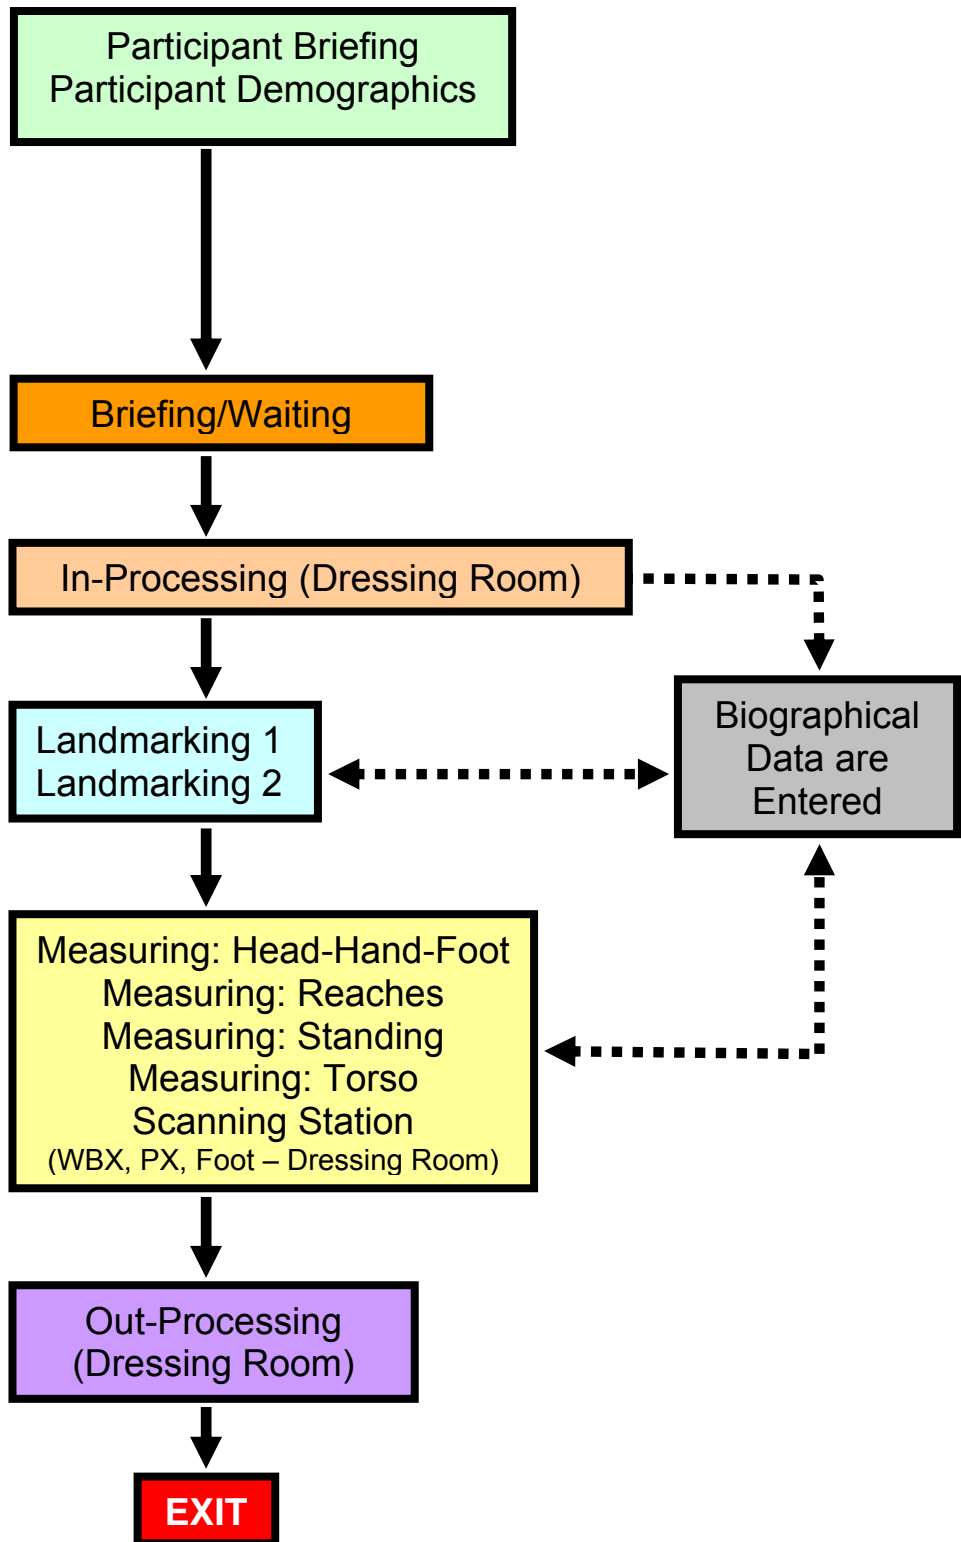 Participant Briefing
Participant Demographics
Briefing/Waiting
In-Processing (Dressing Room)
Landmarking 1
Landmarking 2
Biographical
Data are
Entered
Measuring: Head-Hand-Foot
Measuring: Reaches
Measuring: Standing
Measuring: Torso
Scanning Station
(WBX, PX, Foot – Dressing Room)
Out-Processing
(Dressing Room)
EXIT